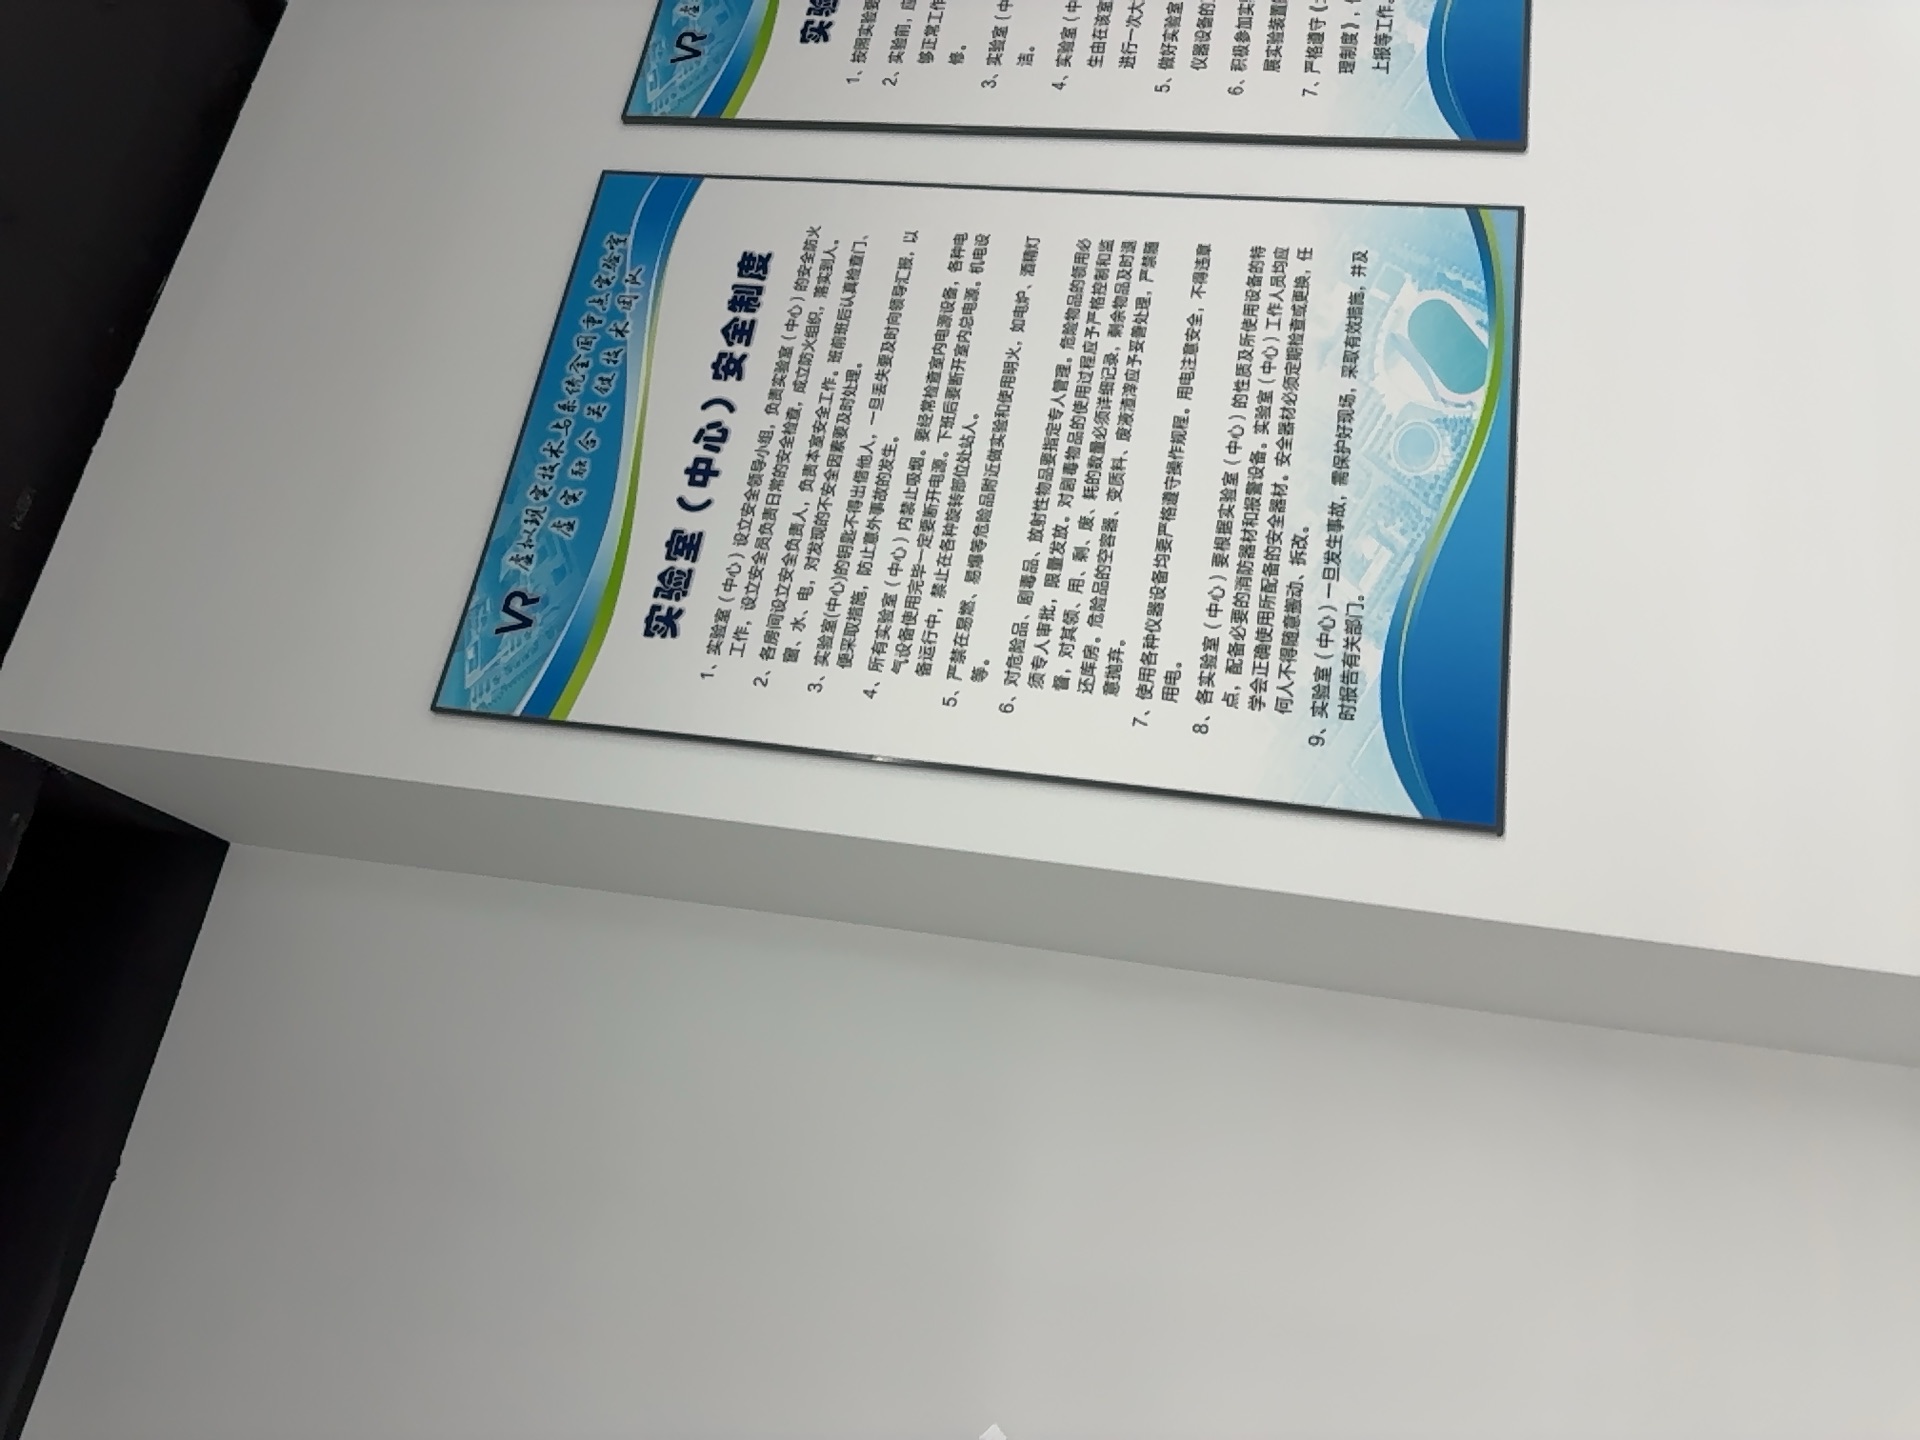 VR 虚拟现实技术与系统全国重点实验室
虚实融合关键技术团队
实验室（中心）安全制度
1、实验室（中心）设立安全领导小组，负责实验室（中心）的安全防火
工作，设立安全员负责日常的安全检查，成立防火组织，落实到人。
2、各房间设立安全负责人，负责本室安全工作。班前班后认真检查门、
窗、水、电，对发现的不安全因素要及时处理。
3、实验室(中心)的钥匙不得出借他人，一旦丢失要及时向领导汇报，以
便采取措施，防止意外事故的发生。
4、所有实验室（中心）内禁止吸烟。要经常检查室内电源设备，各种电
气设备使用完毕一定要断开电源。下班后要断开室内总电源。机电设
备运行中，禁止在各种旋转部位处站人。
5、严禁在易燃、易爆等危险品附近做实验和使用明火，如电炉、酒精灯
等。
6、对危险品、剧毒品、放射性物品要指定专人管理。危险物品的领用必
须专人审批，限量发放。对剧毒物品的使用过程应予严格控制和监
督，对其领、用、剩、废、耗的数量必须详细记录，剩余物品及时退
还库房。危险品的空容器、变质料、废液渣滓应予妥善处理，严禁随
意抛弃。
7、使用各种仪器设备均要严格遵守操作规程。用电注意安全，不得违章
用电。
8、各实验室（中心）要根据实验室（中心）的性质及所使用设备的特
点，配备必要的消防器材和报警设备。实验室（中心）工作人员均应
学会正确使用所配备的安全器材。安全器材必须定期检查或更换，任
何人不得随意搬动、拆改。
9、实验室（中心）一旦发生事故，需保护好现场，采取有效措施，并及
时报告有关部门。
VR
实验
1、按照实验要
2、实验前，应
够正常工作
修。
3、实验室（中
洁。
4、实验室（中
生由在该室
进行一次大
5、做好实验室
仪器设备的
6、积极参加实
展实验装置
7、严格遵守《
理制度》，
上报等工作。